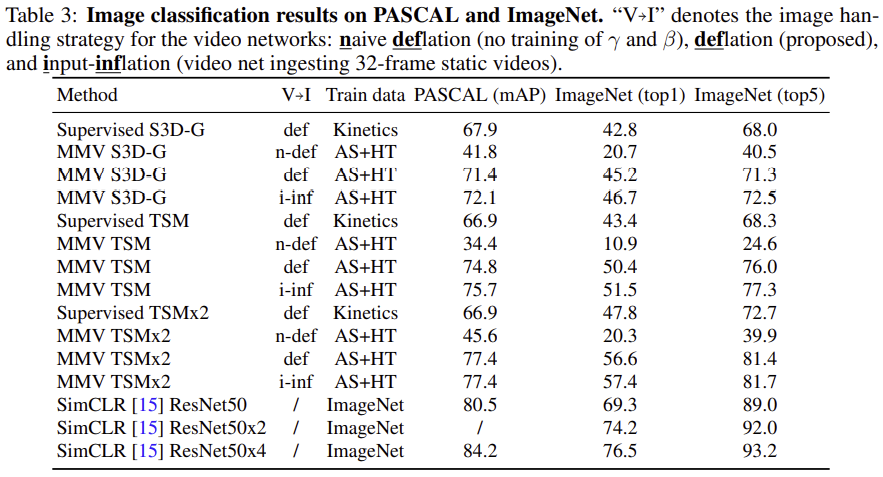 Table 3: Image classification results on PASCAL and ImageNet. “V→I” denotes the image han-
dling strategy for the video networks: naive deflation (no training of γ and β), deflation (proposed),
and input-inflation (video net ingesting 32-frame static videos).
Method V→I Train data PASCAL (mAP) ImageNet (top1) ImageNet (top5)
Supervised S3D-G def Kinetics 67.9 42.8 68.0
MMV S3D-G n-def AS+HT 41.8 20.7 40.5
MMV S3D-G def AS+HT 71.4 45.2 71.3
MMV S3D-G i-inf AS+HT 72.1 46.7 72.5
Supervised TSM def Kinetics 66.9 43.4 68.3
MMV TSM n-def AS+HT 34.4 10.9 24.6
MMV TSM def AS+HT 74.8 50.4 76.0
MMV TSM i-inf AS+HT 75.7 51.5 77.3
Supervised TSMx2 def Kinetics 66.9 47.8 72.7
MMV TSMx2 n-def AS+HT 45.6 20.3 39.9
MMV TSMx2 def AS+HT 77.4 56.6 81.4
MMV TSMx2 i-inf AS+HT 77.4 57.4 81.7
SimCLR [15] ResNet50 / ImageNet 80.5 69.3 89.0
SimCLR [15] ResNet50x2 / ImageNet / 74.2 92.0
SimCLR [15] ResNet50x4 / ImageNet 84.2 76.5 93.2